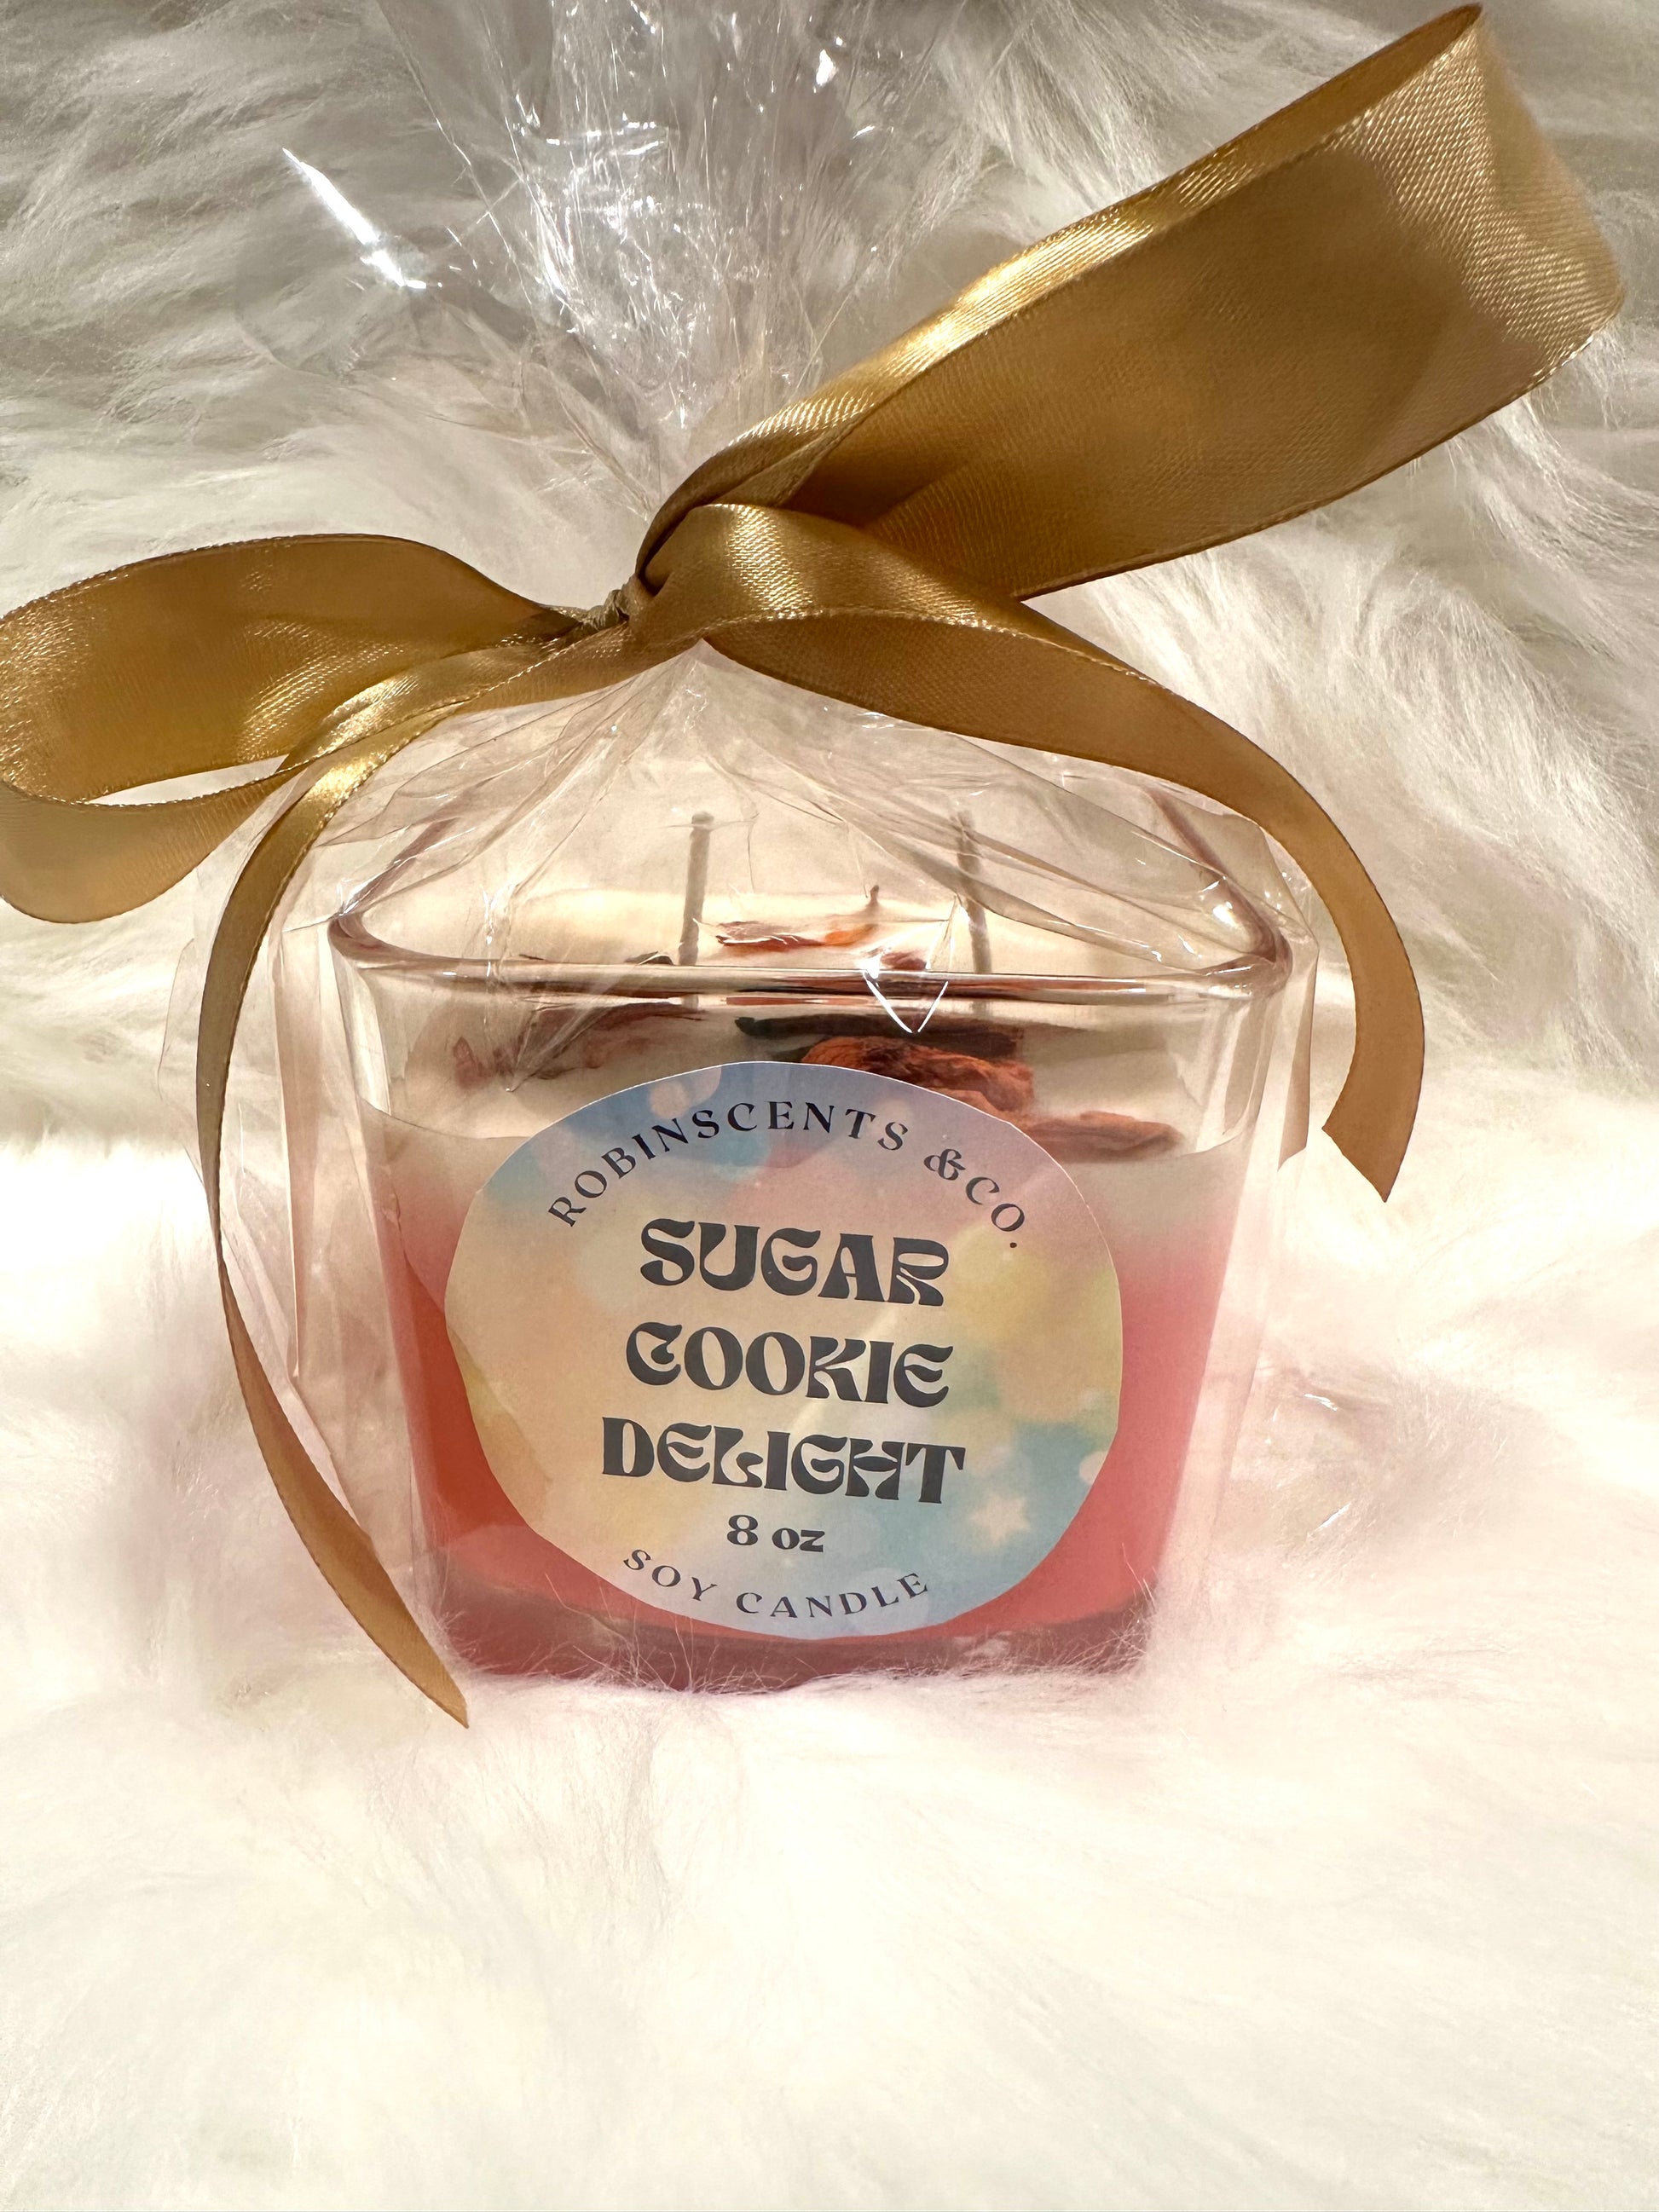 ROBINSCENTS &CO.
SUGAR
COOKIE
DELIGHT
8 oz
SOY CANDLE